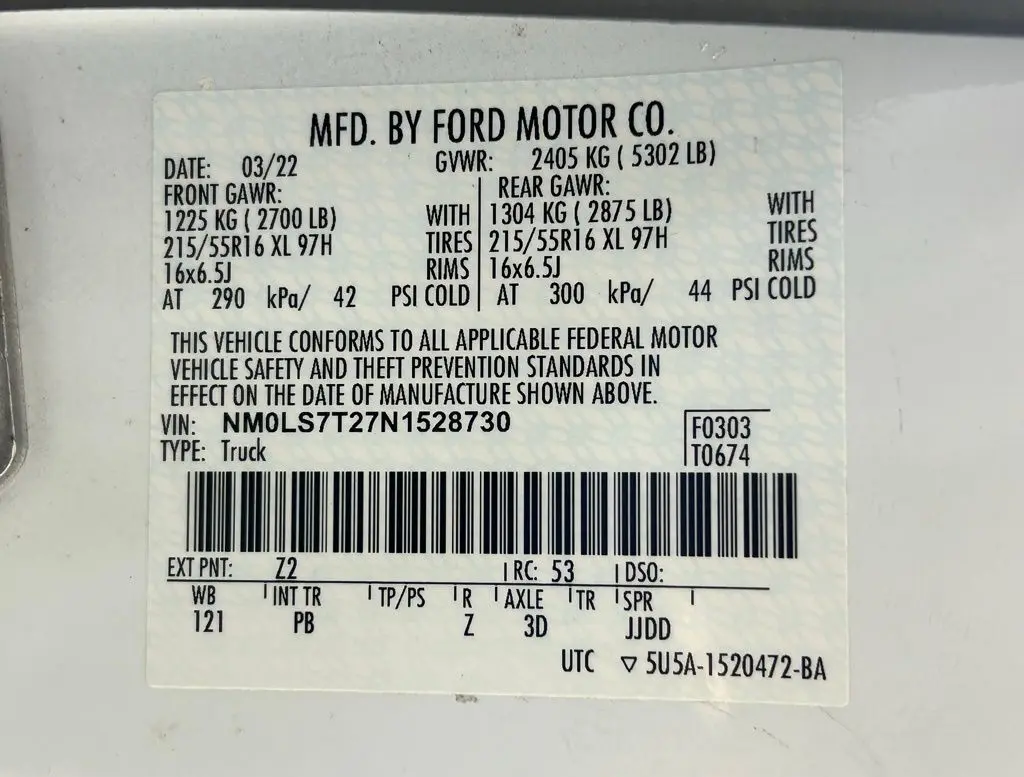 MFD. BY FORD MOTOR CO.
DATE: 03/22 GVWR: 2405 KG ( 5302 LB)
FRONT GAWR: REAR GAWR:
1225 KG ( 2700 LB) WITH 1304 KG ( 2875 LB) WITH
215/55R16 XL 97H TIRES 215/55R16 XL 97H TIRES
16x6.5J RIMS 16x6.5J RIMS
AT 290 kPa/ 42 PSI COLD AT 300 kPa/ 44 PSI COLD
THIS VEHICLE CONFORMS TO ALL APPLICABLE FEDERAL MOTOR
VEHICLE SAFETY AND THEFT PREVENTION STANDARDS IN
EFFECT ON THE DATE OF MANUFACTURE SHOWN ABOVE.
VIN: NM0LS7T27N1528730 F0303
TYPE: Truck T0674
EXT PNT: Z2 RC: 53 DSO:
WB INT TR TP/PS R AXLE TR SPR
121 PB Z 3D JJDD
UTC ▽ 5U5A-1520472-BA